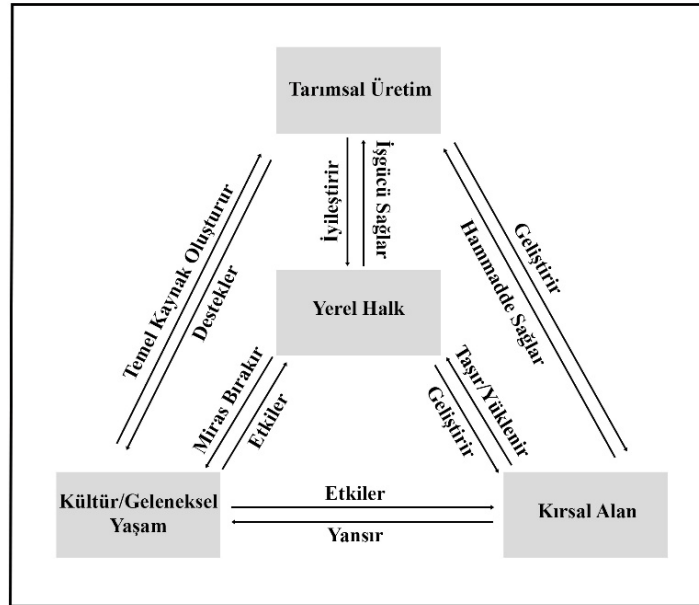 Tarımsal Üretim
İyileştirir
İşgücü Sağlar
Temel Kaynak Oluşturur
Destekler
Geliştirir
Hammadde Sağlar
Yerel Halk
Miras Bırakır
Etkiler
Taşır/Yüklenir
Geliştirir
Kültür/Geleneksel
Yaşam
Etkiler
Yansır
Kırsal Alan